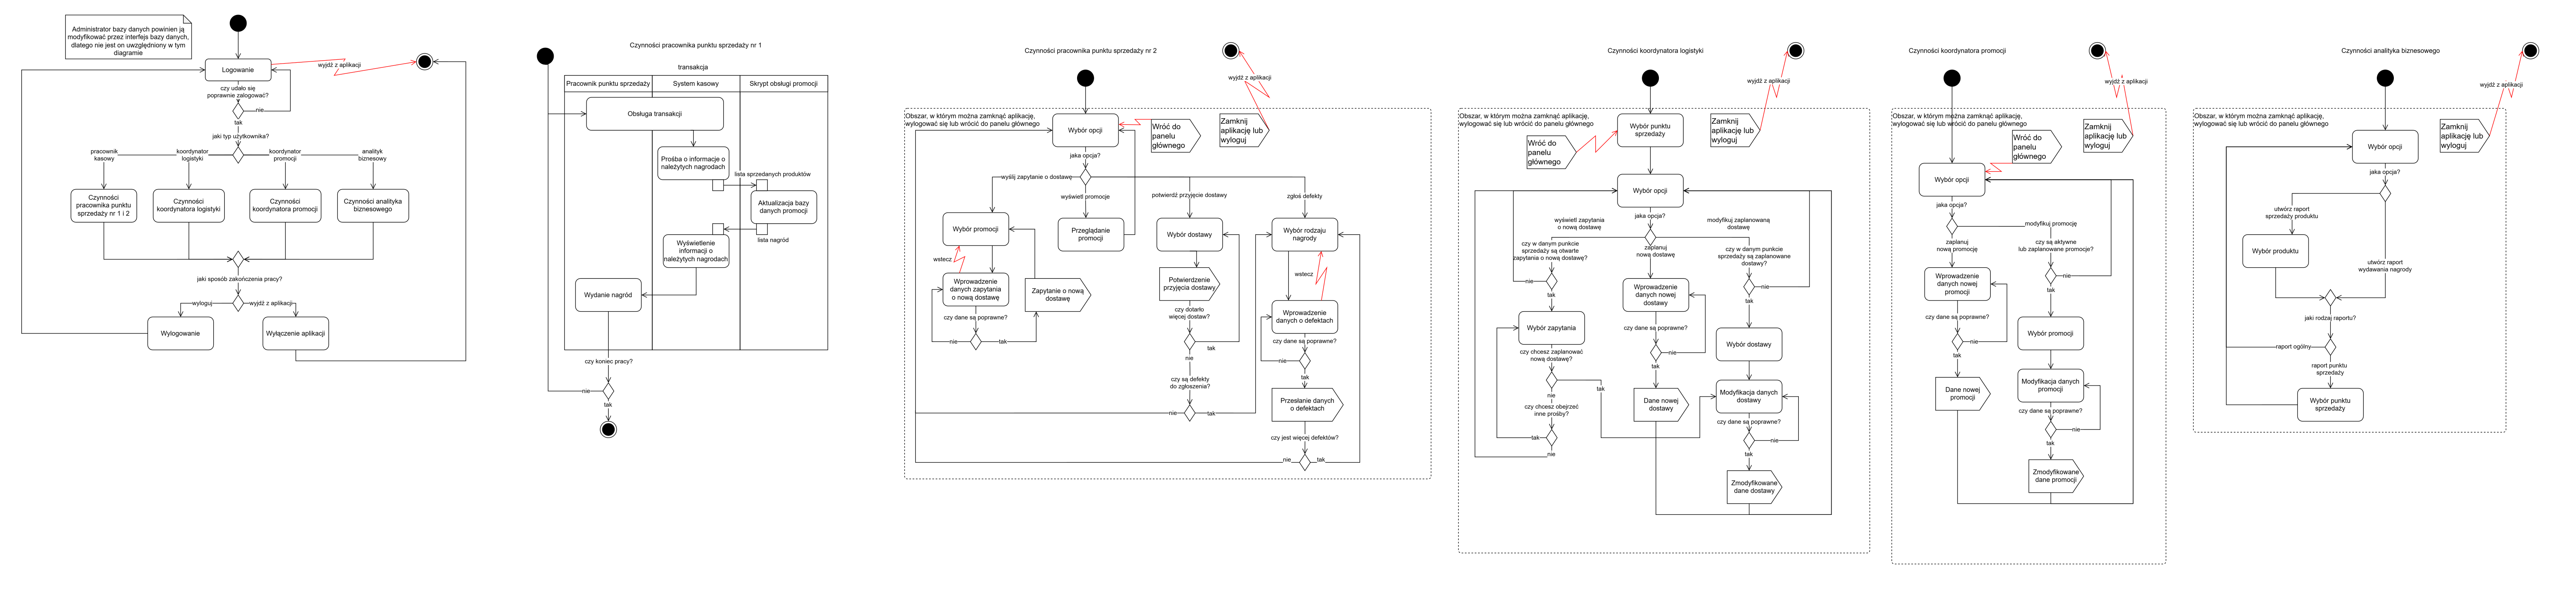 Administrator bazy danych powinien ją
modyfikować przez interfejs bazy danych,
dlatego nie jest on uwzględniony w tym
diagramie
Logowanie
wyjdź z aplikacji
czy udało się
poprawnie zalogować?
nie
tak
jaki typ użytkownika?
pracownik
kasowy
koordynator
logistyki
koordynator
promocji
analityk
biznesowy
Czynności
pracownika punktu
sprzedaży nr 1 i 2
Czynności
koordynatora logistyki
Czynności
koordynatora promocji
Czynności analityka
biznesowego
jaki sposób zakończenia pracy?
wyloguj
wyjdź z aplikacji
Wylogowanie
Wyłączenie aplikacji
Czynności pracownika punktu sprzedaży nr 1
transakcja
Pracownik punktu sprzedaży
System kasowy
Skrypt obsługi promocji
Obsługa transakcji
Prośba o informacje o
należytych nagrodach
lista sprzedanych produktów
Aktualizacja bazy
danych promocji
lista nagród
Wyświetlenie
informacji o
należytych nagrodach
Wydanie nagród
czy koniec pracy?
nie
tak
Czynności pracownika punktu sprzedaży nr 2
wyjdź z aplikacji
Obszar, w którym można zamknąć aplikację,
wylogować się lub wrócić do panelu głównego
Wybór opcji
Wróć do
panelu
głównego
Zamknij
aplikację lub
wyloguj
jaka opcja?
wyślij zapytanie o dostawę
wyświetl promocje
potwierdź przyjęcie dostawy
zgłoś defekty
Wybór promocji
Przeglądanie
promocji
Wybór dostawy
Wybór rodzaju
nagrody
wstecz
Wprowadzenie
danych zapytania
o nową dostawę
Zapytanie o nową
dostawę
czy dane są poprawne?
nie
tak
Potwierdzenie
przyjęcia dostawy
czy dotarło
więcej dostaw?
tak
nie
czy są defekty
do zgłoszenia?
nie
tak
wstecz
Wprowadzenie
danych o defektach
czy dane są poprawne?
nie
tak
Przesłanie danych
o defektach
czy jest więcej defektów?
nie
tak
Czynności koordynatora logistyki
wyjdź z aplikacji
Obszar, w którym można zamknąć aplikację,
wylogować się lub wrócić do panelu głównego
Wybór punktu
sprzedaży
Wróć do
panelu
głównego
Zamknij
aplikację lub
wyloguj
Wybór opcji
jaka opcja?
wyświetl zapytania
o nową dostawę
zaplanuj
nową dostawę
modyfikuj zaplanowaną
dostawę
czy w danym punkcie
sprzedaży są otwarte
zapytania o nową dostawę?
nie
tak
Wybór zapytania
czy chcesz zaplanować
nową dostawę?
tak
nie
czy chcesz obejrzeć
inne prośby?
tak
nie
Wprowadzenie
danych nowej
dostawy
czy dane są poprawne?
nie
tak
Dane nowej
dostawy
czy w danym punkcie
sprzedaży są zaplanowane
dostawy?
nie
tak
Wybór dostawy
Modyfikacja danych
dostawy
czy dane są poprawne?
nie
tak
Zmodyfikowane
dane dostawy
Czynności koordynatora promocji
wyjdź z aplikacji
Obszar, w którym można zamknąć aplikację,
wylogować się lub wrócić do panelu głównego
Wróć do
panelu
głównego
Zamknij
aplikację lub
wyloguj
Wybór opcji
jaka opcja?
modyfikuj promocję
zaplanuj
nową promocję
czy są aktywne
lub zaplanowane promocje?
Wprowadzenie
danych nowej
promocji
nie
tak
czy dane są poprawne?
nie
tak
Dane nowej
promocji
Wybór promocji
Modyfikacja danych
promocji
czy dane są poprawne?
nie
tak
Zmodyfikowane
dane promocji
Czynności analityka biznesowego
wyjdź z aplikacji
Obszar, w którym można zamknąć aplikację,
wylogować się lub wrócić do panelu głównego
Zamknij
aplikację lub
wyloguj
Wybór opcji
jaka opcja?
utwórz raport
sprzedaży produktu
Wybór produktu
utwórz raport
wydawania nagrody
jaki rodzaj raportu?
raport ogólny
raport punktu
sprzedaży
Wybór punktu
sprzedaży